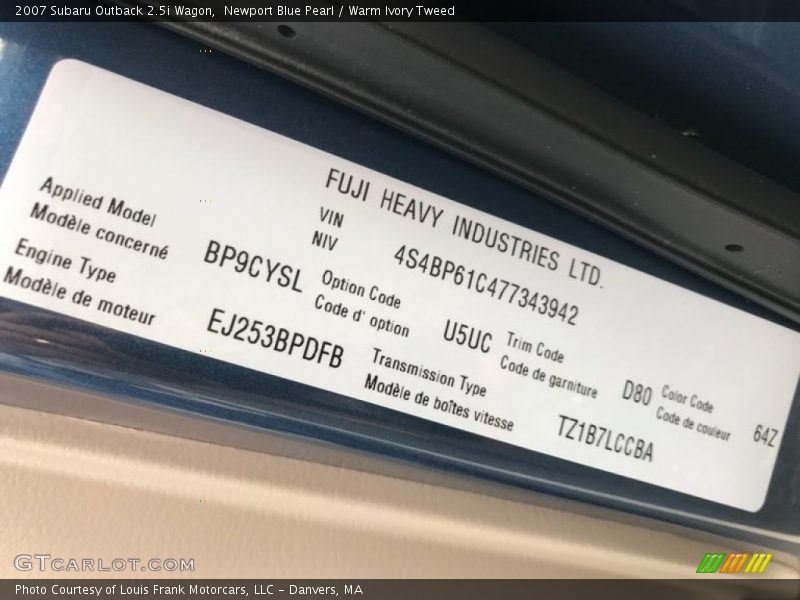 2007 Subaru Outback 2.5i Wagon, Newport Blue Pearl / Warm Ivory Tweed
FUJI HEAVY INDUSTRIES LTD.
VIN
NIV
4S4BP61C477343942
Applied Model
Modèle concerné
BP9CYSL
Option Code
Code d' option
U5UC
Trim Code
Code de garniture
D80
Color Code
Code de couleur
64Z
Engine Type
Modèle de moteur
EJ253BPDFB
Transmission Type
Modèle de boîtes vitesse
TZ1B7LCCBA
GTCARLOT.COM
Photo Courtesy of Louis Frank Motorcars, LLC – Danvers, MA